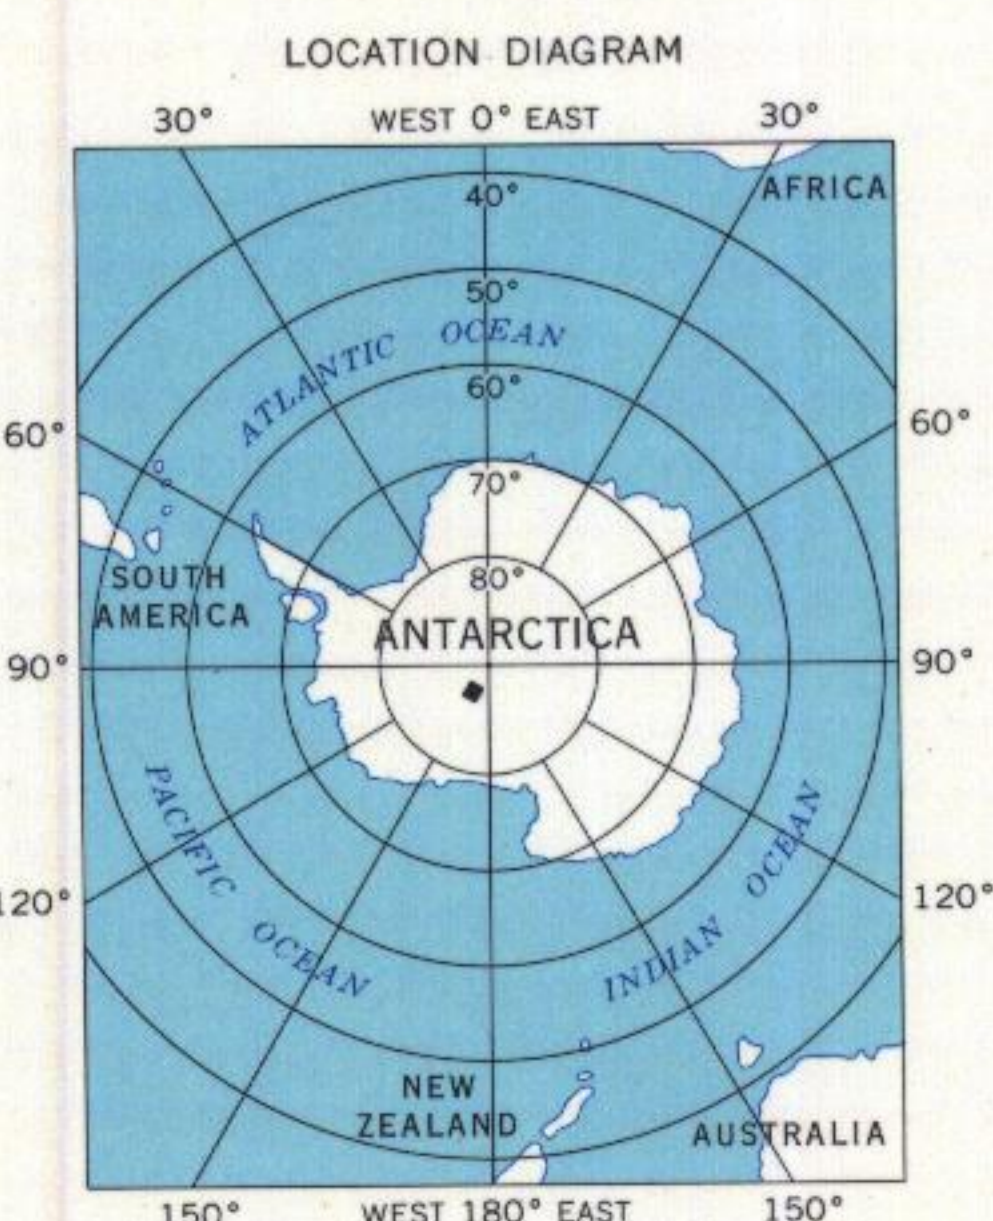 LOCATION DIAGRAM
30° WEST 0° EAST 30°
AFRICA
40°
50°
ATLANTIC OCEAN
60°
60° 60°
70°
80°
SOUTH
AMERICA
ANTARCTICA
90° 90°
PACIFIC OCEAN
INDIAN OCEAN
120° 120°
NEW
ZEALAND
AUSTRALIA
150° WEST 180° EAST 150°